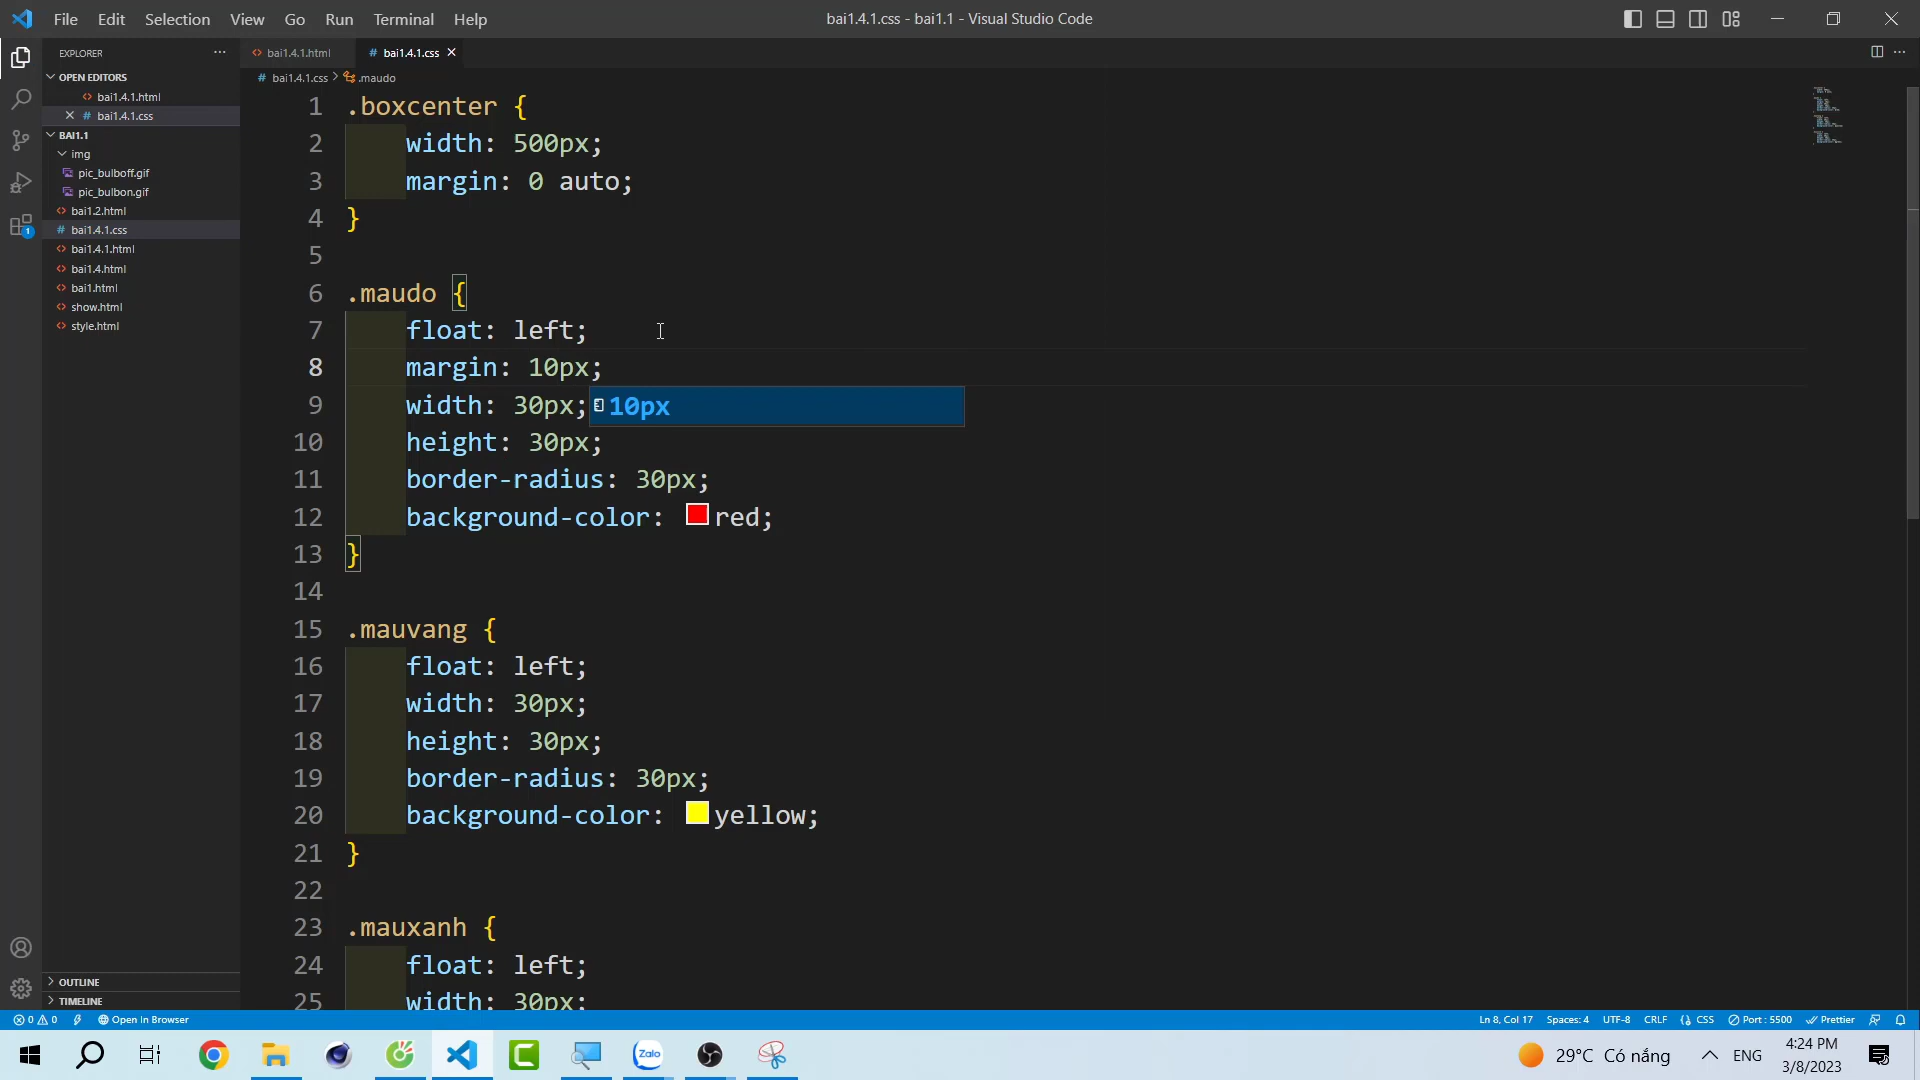 File Edit Selection View Go Run Terminal Help
bai1.4.1.css - bai1.1 - Visual Studio Code
EXPLORER
OPEN EDITORS
bai1.4.1.html
bai1.4.1.css
BAI1.1
img
pic_bulboff.gif
pic_bulbon.gif
bai1.2.html
bai1.4.1.css
bai1.4.1.html
bai1.4.html
bai1.html
show.html
style.html
OUTLINE
TIMELINE
bai1.4.1.html bai1.4.1.css
bai1.4.1.css > .maudo
1 .boxcenter {
2 width: 500px;
3 margin: 0 auto;
4 }
5
6 .maudo {
7 float: left;
8 margin: 10px;
9 width: 30px; 10px
10 height: 30px;
11 border-radius: 30px;
12 background-color: red;
13 }
14
15 .mauvang {
16 float: left;
17 width: 30px;
18 height: 30px;
19 border-radius: 30px;
20 background-color: yellow;
21 }
22
23 .mauxanh {
24 float: left;
25 width: 30px;
0 0 Open In Browser
Ln 8, Col 17 Spaces: 4 UTF-8 CRLF CSS Port : 5500 Prettier
Zalo
29°C Có nắng ENG
4:24 PM
3/8/2023